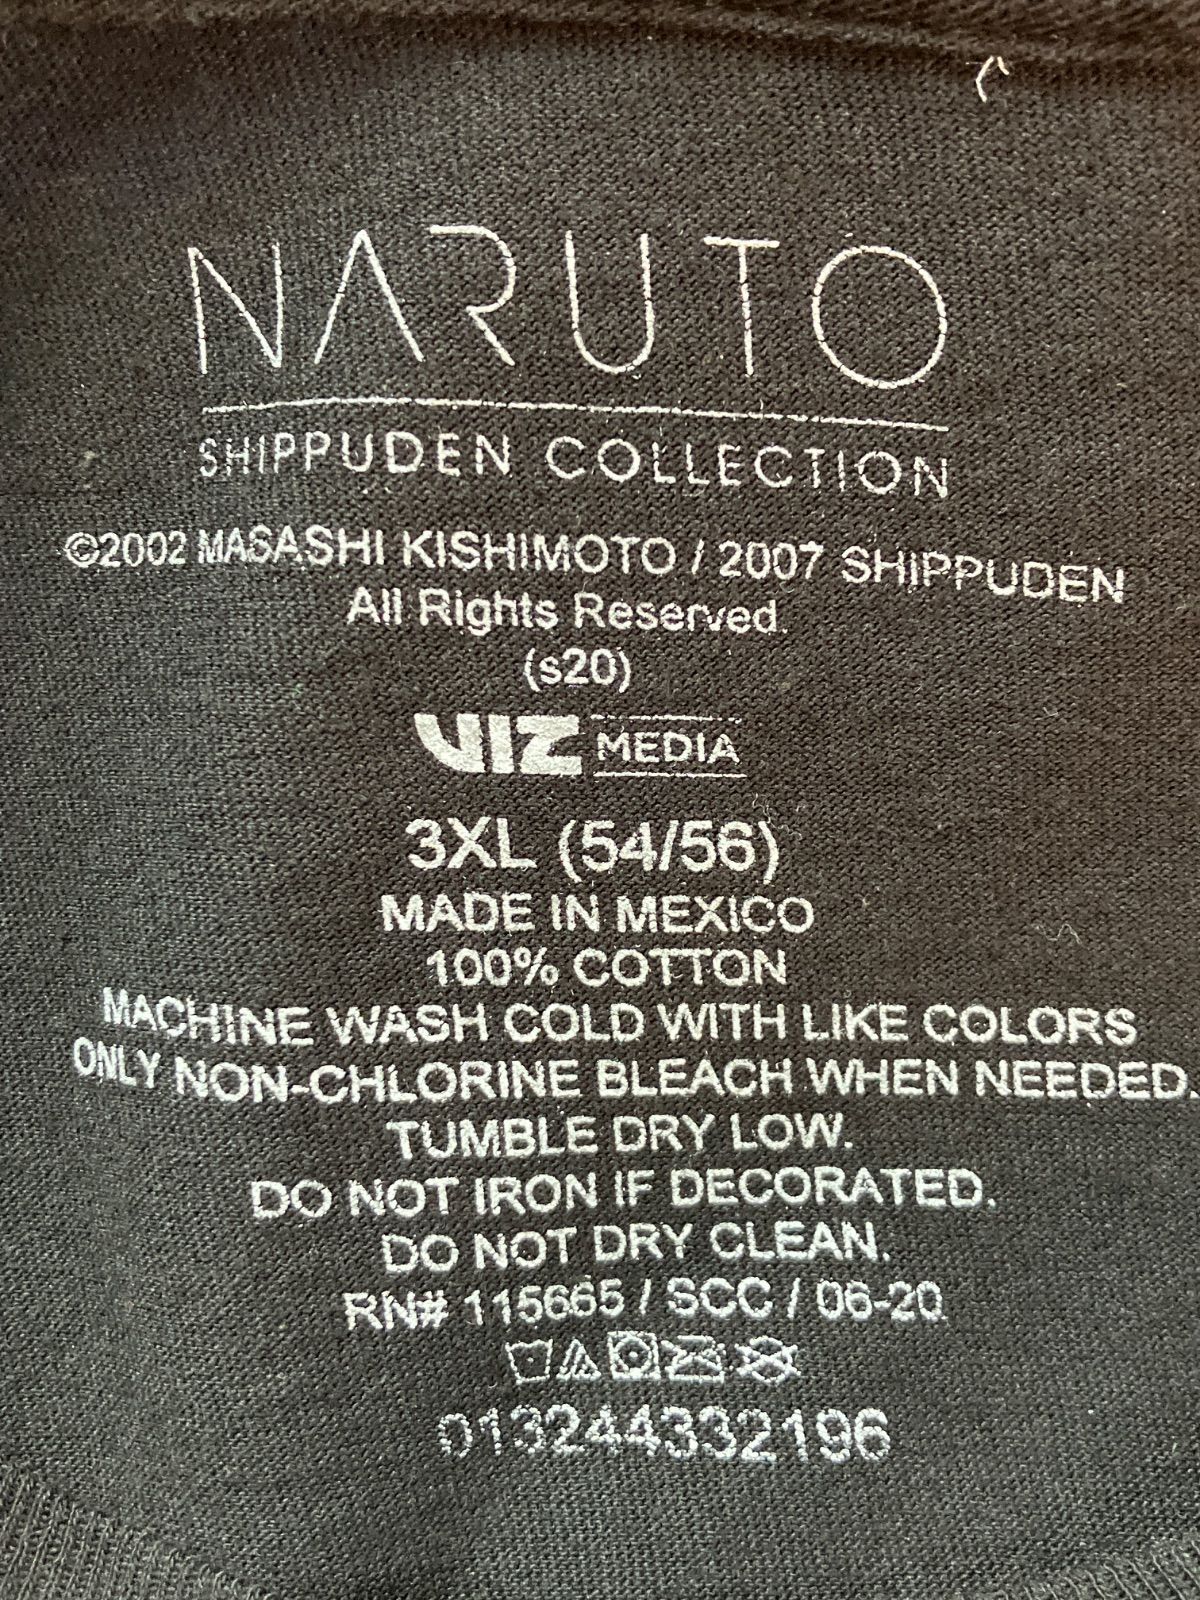 NARUTO
SHIPPUDEN COLLECTION
©2002 MASASHI KISHIMOTO / 2007 SHIPPUDEN
All Rights Reserved.
(s20)
VIZ MEDIA
3XL (54/56)
MADE IN MEXICO
100% COTTON
MACHINE WASH COLD WITH LIKE COLORS
ONLY NON-CHLORINE BLEACH WHEN NEEDED.
TUMBLE DRY LOW.
DO NOT IRON IF DECORATED.
DO NOT DRY CLEAN.
RN# 115665 / SCC / 06-20
013244332196